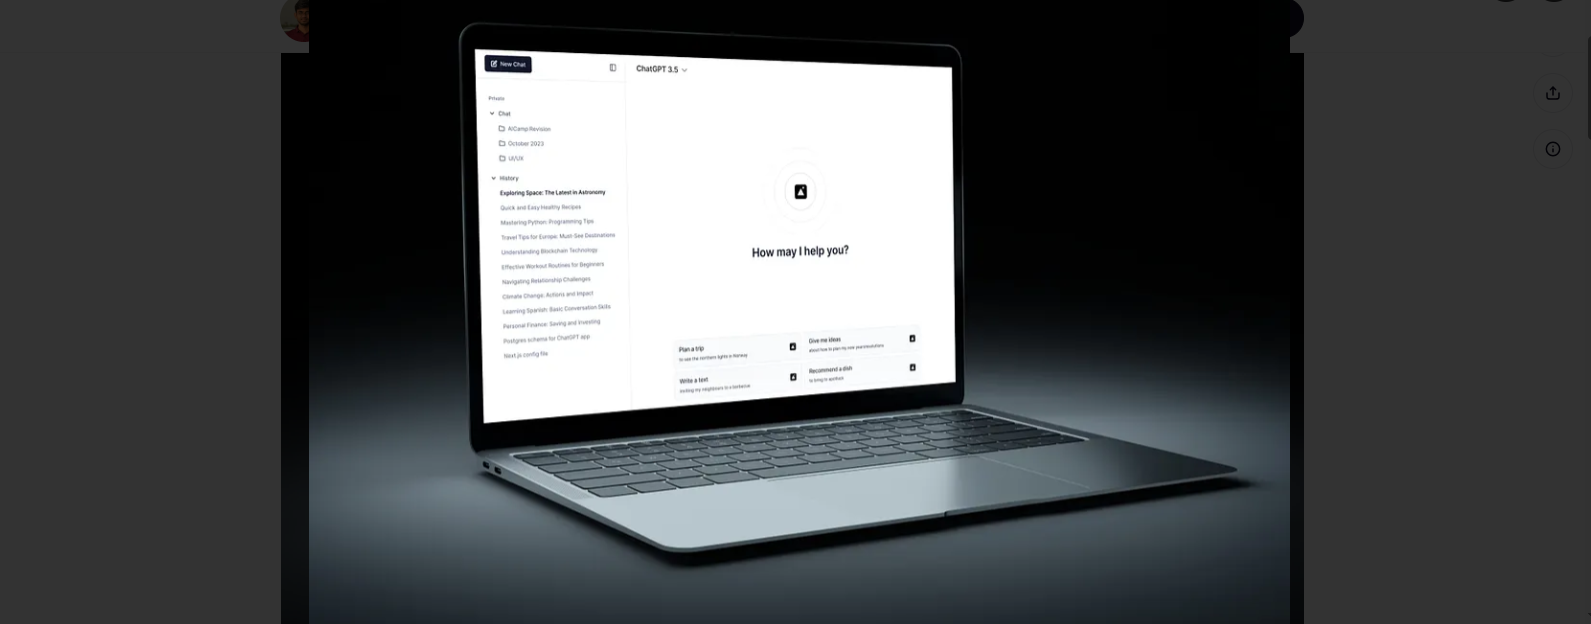 New Chat
ChatGPT 3.5
Private
Chat
AICamp Revision
October 2023
UI/UX
History
Exploring Space: The Latest in Astronomy
Quick and Easy Healthy Recipes
Mastering Python: Programming Tips
Travel Tips for Europe: Must-See Destinations
Understanding Blockchain Technology
Effective Workout Routines for Beginners
Navigating Relationship Challenges
Climate Change: Actions and Impact
Learning Spanish: Basic Conversation Skills
Personal Finance: Saving and Investing
Postgres schema for ChatGPT app
Next.js config file
How may I help you?
Plan a trip
to see the northern lights in Norway
Give me ideas
about how to plan my new years resolutions
Write a text
inviting my neighbors to a barbecue
Recommend a dish
to bring to a potluck